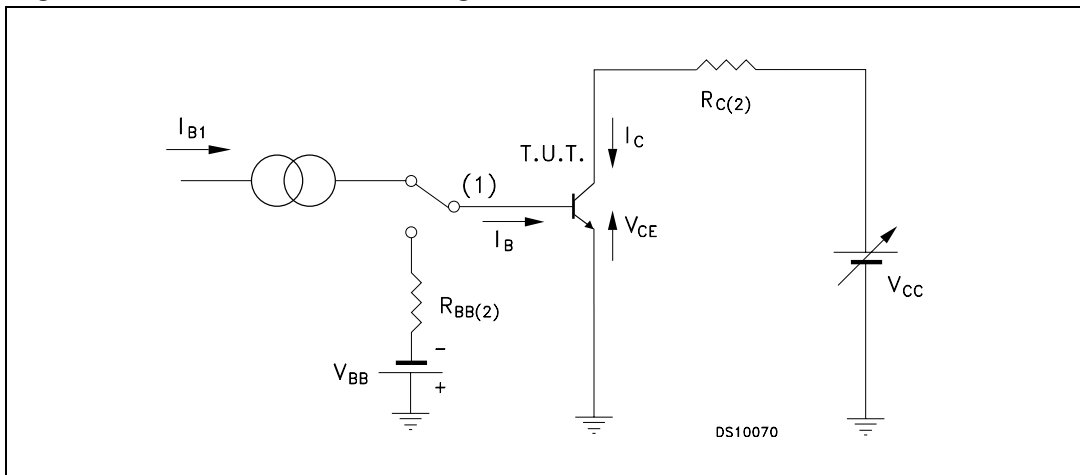 R_C(2)
I_B1
I_C
T.U.T.
(1)
V_CE
I_B
V_CC
R_BB(2)
−
V_BB
+
DS10070